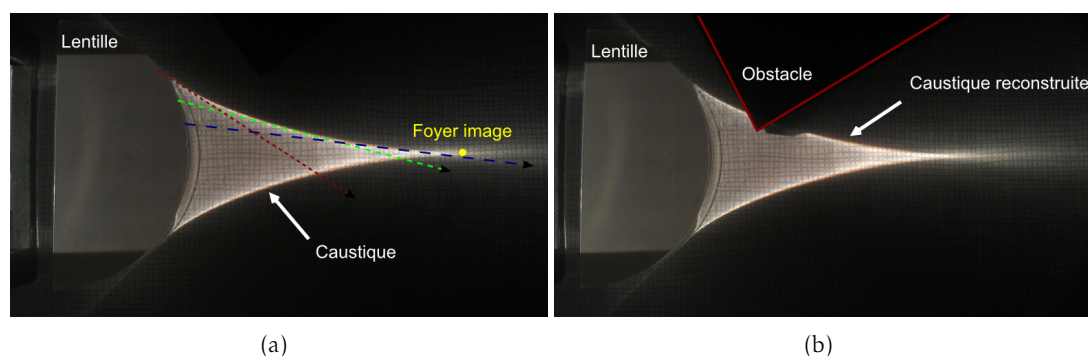 Lentille
Foyer image
Caustique
(a)
Lentille
Obstacle
Caustique reconstruite
(b)